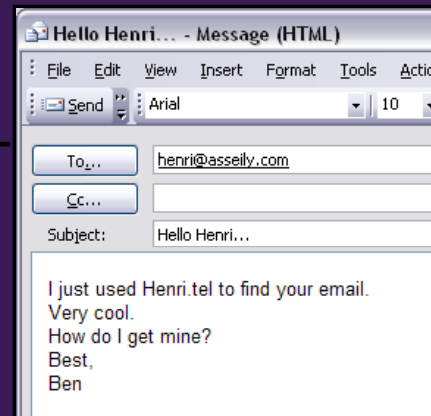 Hello Henri... - Message (HTML)
File Edit View Insert Format Tools
Send Arial 10
To... henri@asseily.com
Cc...
Subject: Hello Henri...
I just used Henri.tel to find your email.
Very cool.
How do I get mine?
Best,
Ben